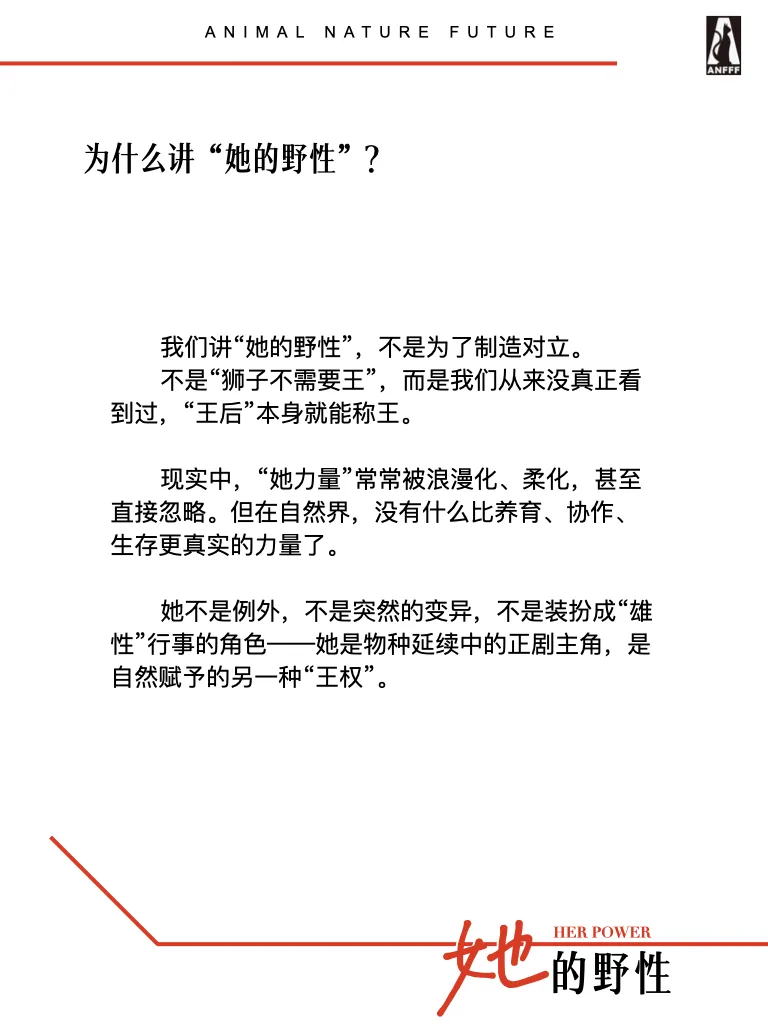 ANIMAL NATURE FUTURE
ANFFF
为什么讲“她的野性”?
我们讲“她的野性”，不是为了制造对立。
不是“狮子不需要王”，而是我们从来没真正看
到过，“王后”本身就能称王。
现实中，“她力量”常常被浪漫化、柔化，甚至
直接忽略。但在自然界，没有什么比养育、协作、
生存更真实的力量了。
她不是例外，不是突然的变异，不是装扮成“雄
性”行事的角色——她是物种延续中的正剧主角，是
自然赋予的另一种“王权”。
HER POWER
她的野性